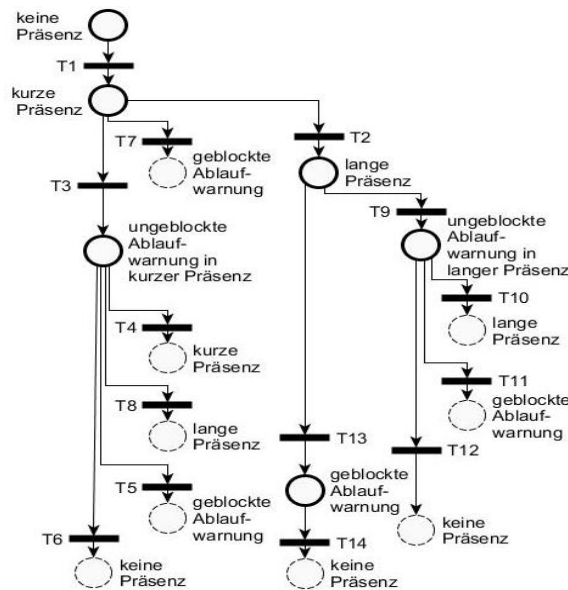 keine
Präsenz
T1
kurze
Präsenz
T7
geblockte
Ablauf-
warnung
T2
lange
Präsenz
T3
T9
ungeblockte
Ablauf-
warnung in
kurzer Präsenz
ungeblockte
Ablauf-
warnung in
langer Präsenz
T10
lange
Präsenz
T4
kurze
Präsenz
T11
geblockte
Ablauf-
warnung
T8
lange
Präsenz
T13
T12
T5
geblockte
Ablauf-
warnung
geblockte
Ablauf-
warnung
keine
Präsenz
T6
keine
Präsenz
T14
keine
Präsenz